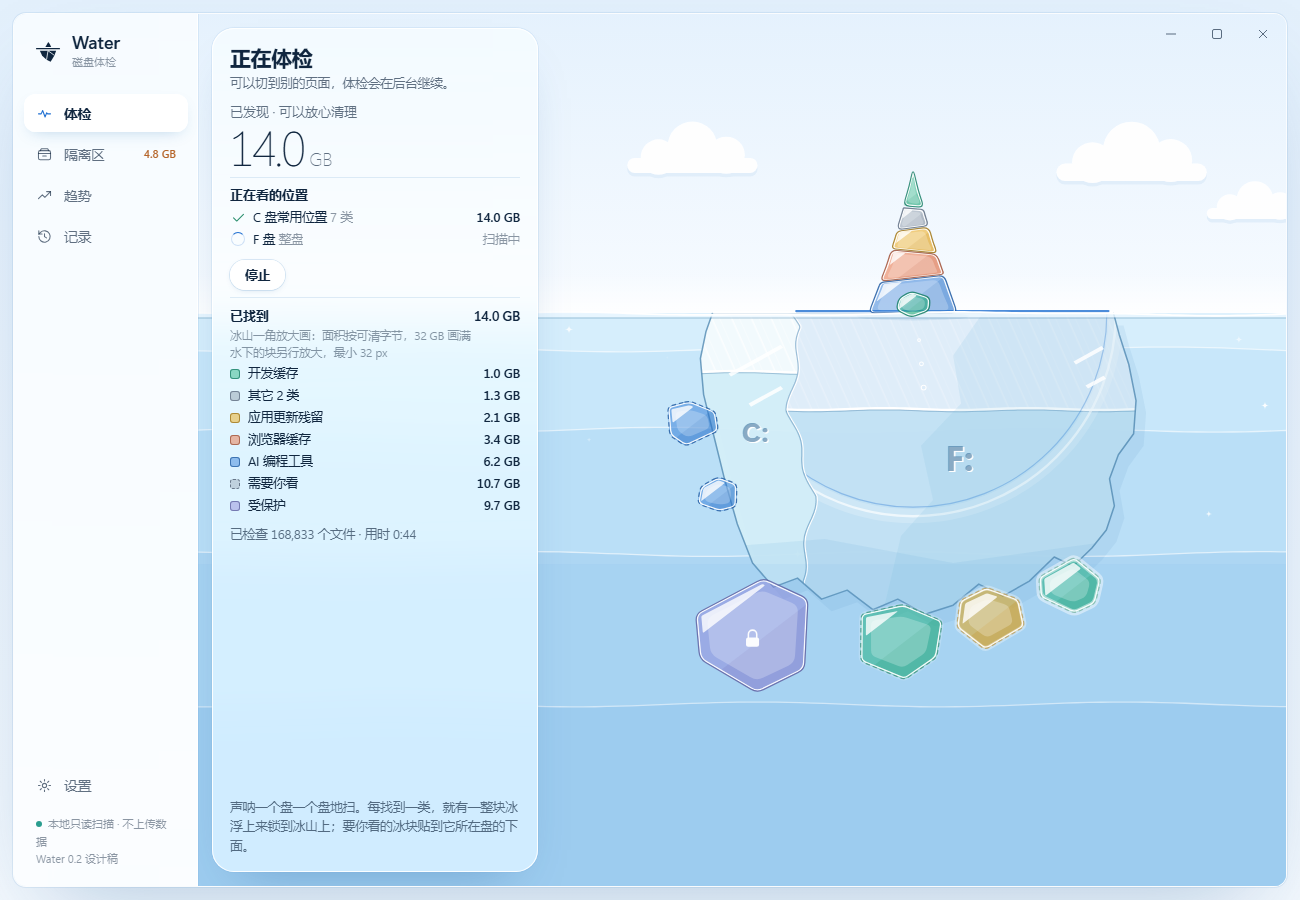 Water
磁盘体检
体检
隔离区 4.8 GB
趋势
记录
设置
本地只读扫描 · 不上传数
据
Water 0.2 设计稿
正在体检
可以切到别的页面，体检会在后台继续。
已发现 · 可以放心清理
14.0 GB
正在看的位置
C 盘常用位置 7 类 14.0 GB
F 盘 整盘 扫描中
停止
已找到 14.0 GB
冰山一角放大画：面积按可清字节，32 GB 画满
水下的块另行放大，最小 32 px
开发缓存 1.0 GB
其它 2 类 1.3 GB
应用更新残留 2.1 GB
浏览器缓存 3.4 GB
AI 编程工具 6.2 GB
需要你看 10.7 GB
受保护 9.7 GB
已检查 168,833 个文件 · 用时 0:44
声呐一个盘一个盘地扫。每找到一类，就有一整块冰
浮上来锁到冰山上；要你看的冰块贴到它所在盘的下
面。
C:
F: